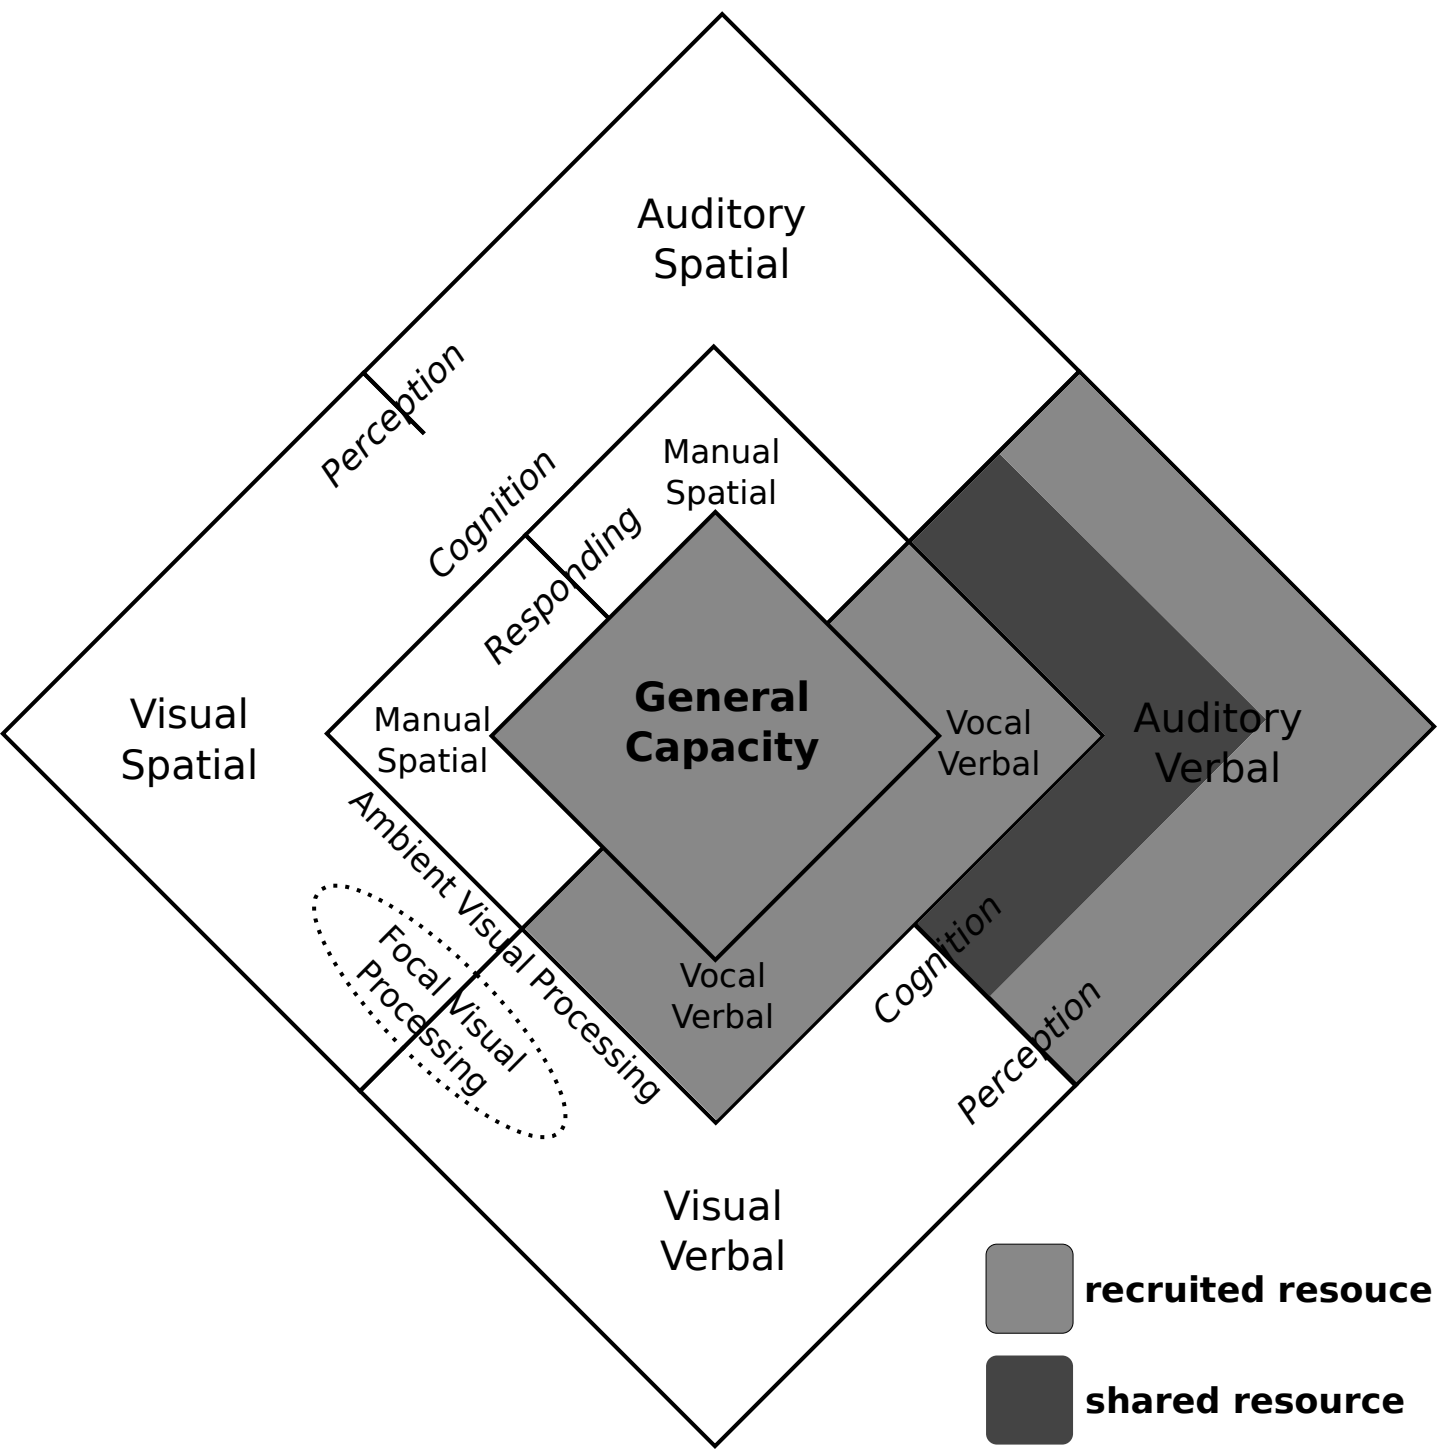 Auditory
Spatial
Perception
Cognition
Manual
Spatial
Responding
General
Capacity
Visual
Spatial
Manual
Spatial
Vocal
Verbal
Auditory
Verbal
Ambient Visual Processing
Focal Visual
Processing
Vocal
Verbal
Cognition
Perception
Visual
Verbal
recruited resouce
shared resource